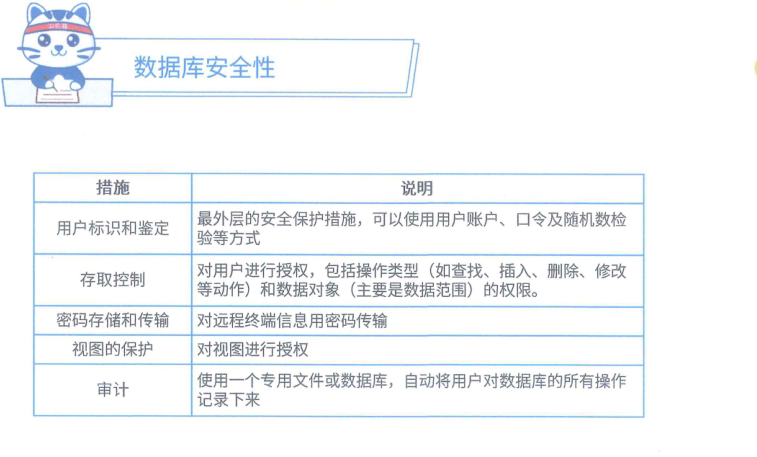 数据库安全性
措施 说明
用户标识和鉴定 最外层的安全保护措施，可以使用用户账户、口令及随机数检
验等方式
存取控制 对用户进行授权，包括操作类型（如查找、插入、删除、修改
等动作）和数据对象（主要是数据范围）的权限。
密码存储和传输 对远程终端信息用密码传输
视图的保护 对视图进行授权
审计 使用一个专用文件或数据库，自动将用户对数据库的所有操作
记录下来